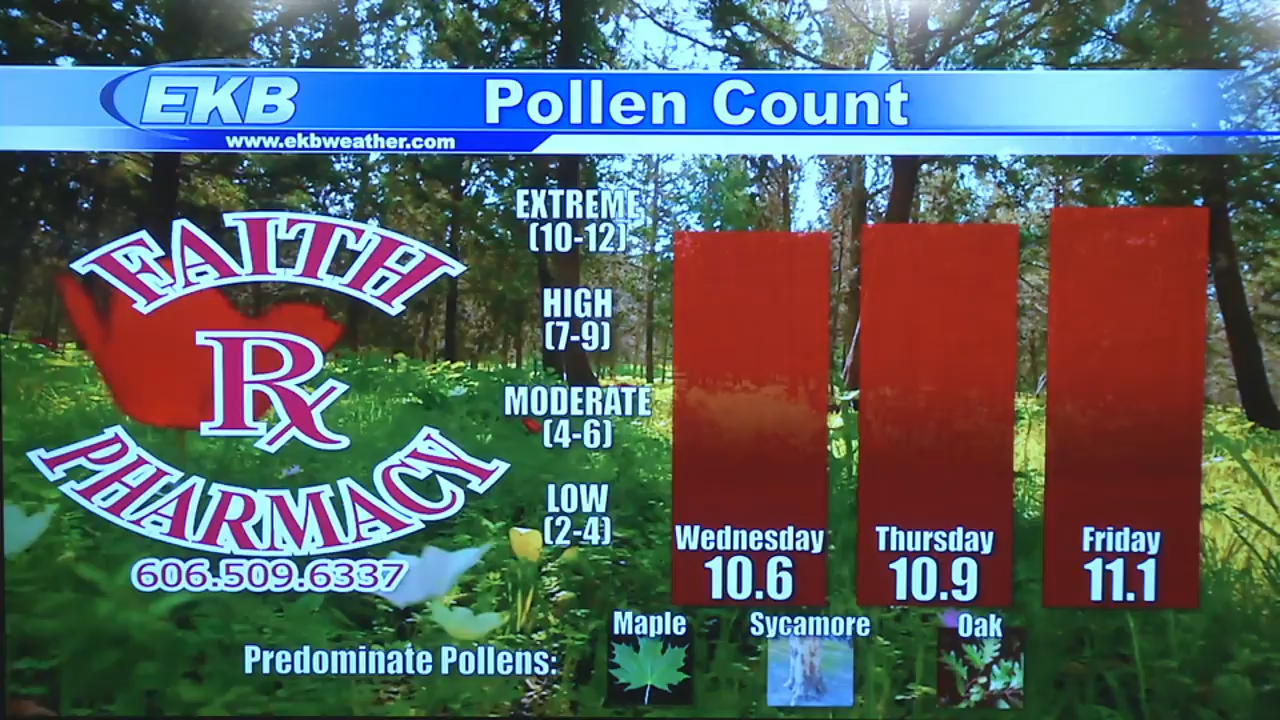 EKB
Pollen Count
www.ekbweather.com
FAITH
Rx
PHARMACY
606.509.6337
EXTREME
(10-12)
HIGH
(7-9)
MODERATE
(4-6)
LOW
(2-4)
Wednesday
10.6
Thursday
10.9
Friday
11.1
Predominate Pollens:
Maple
Sycamore
Oak